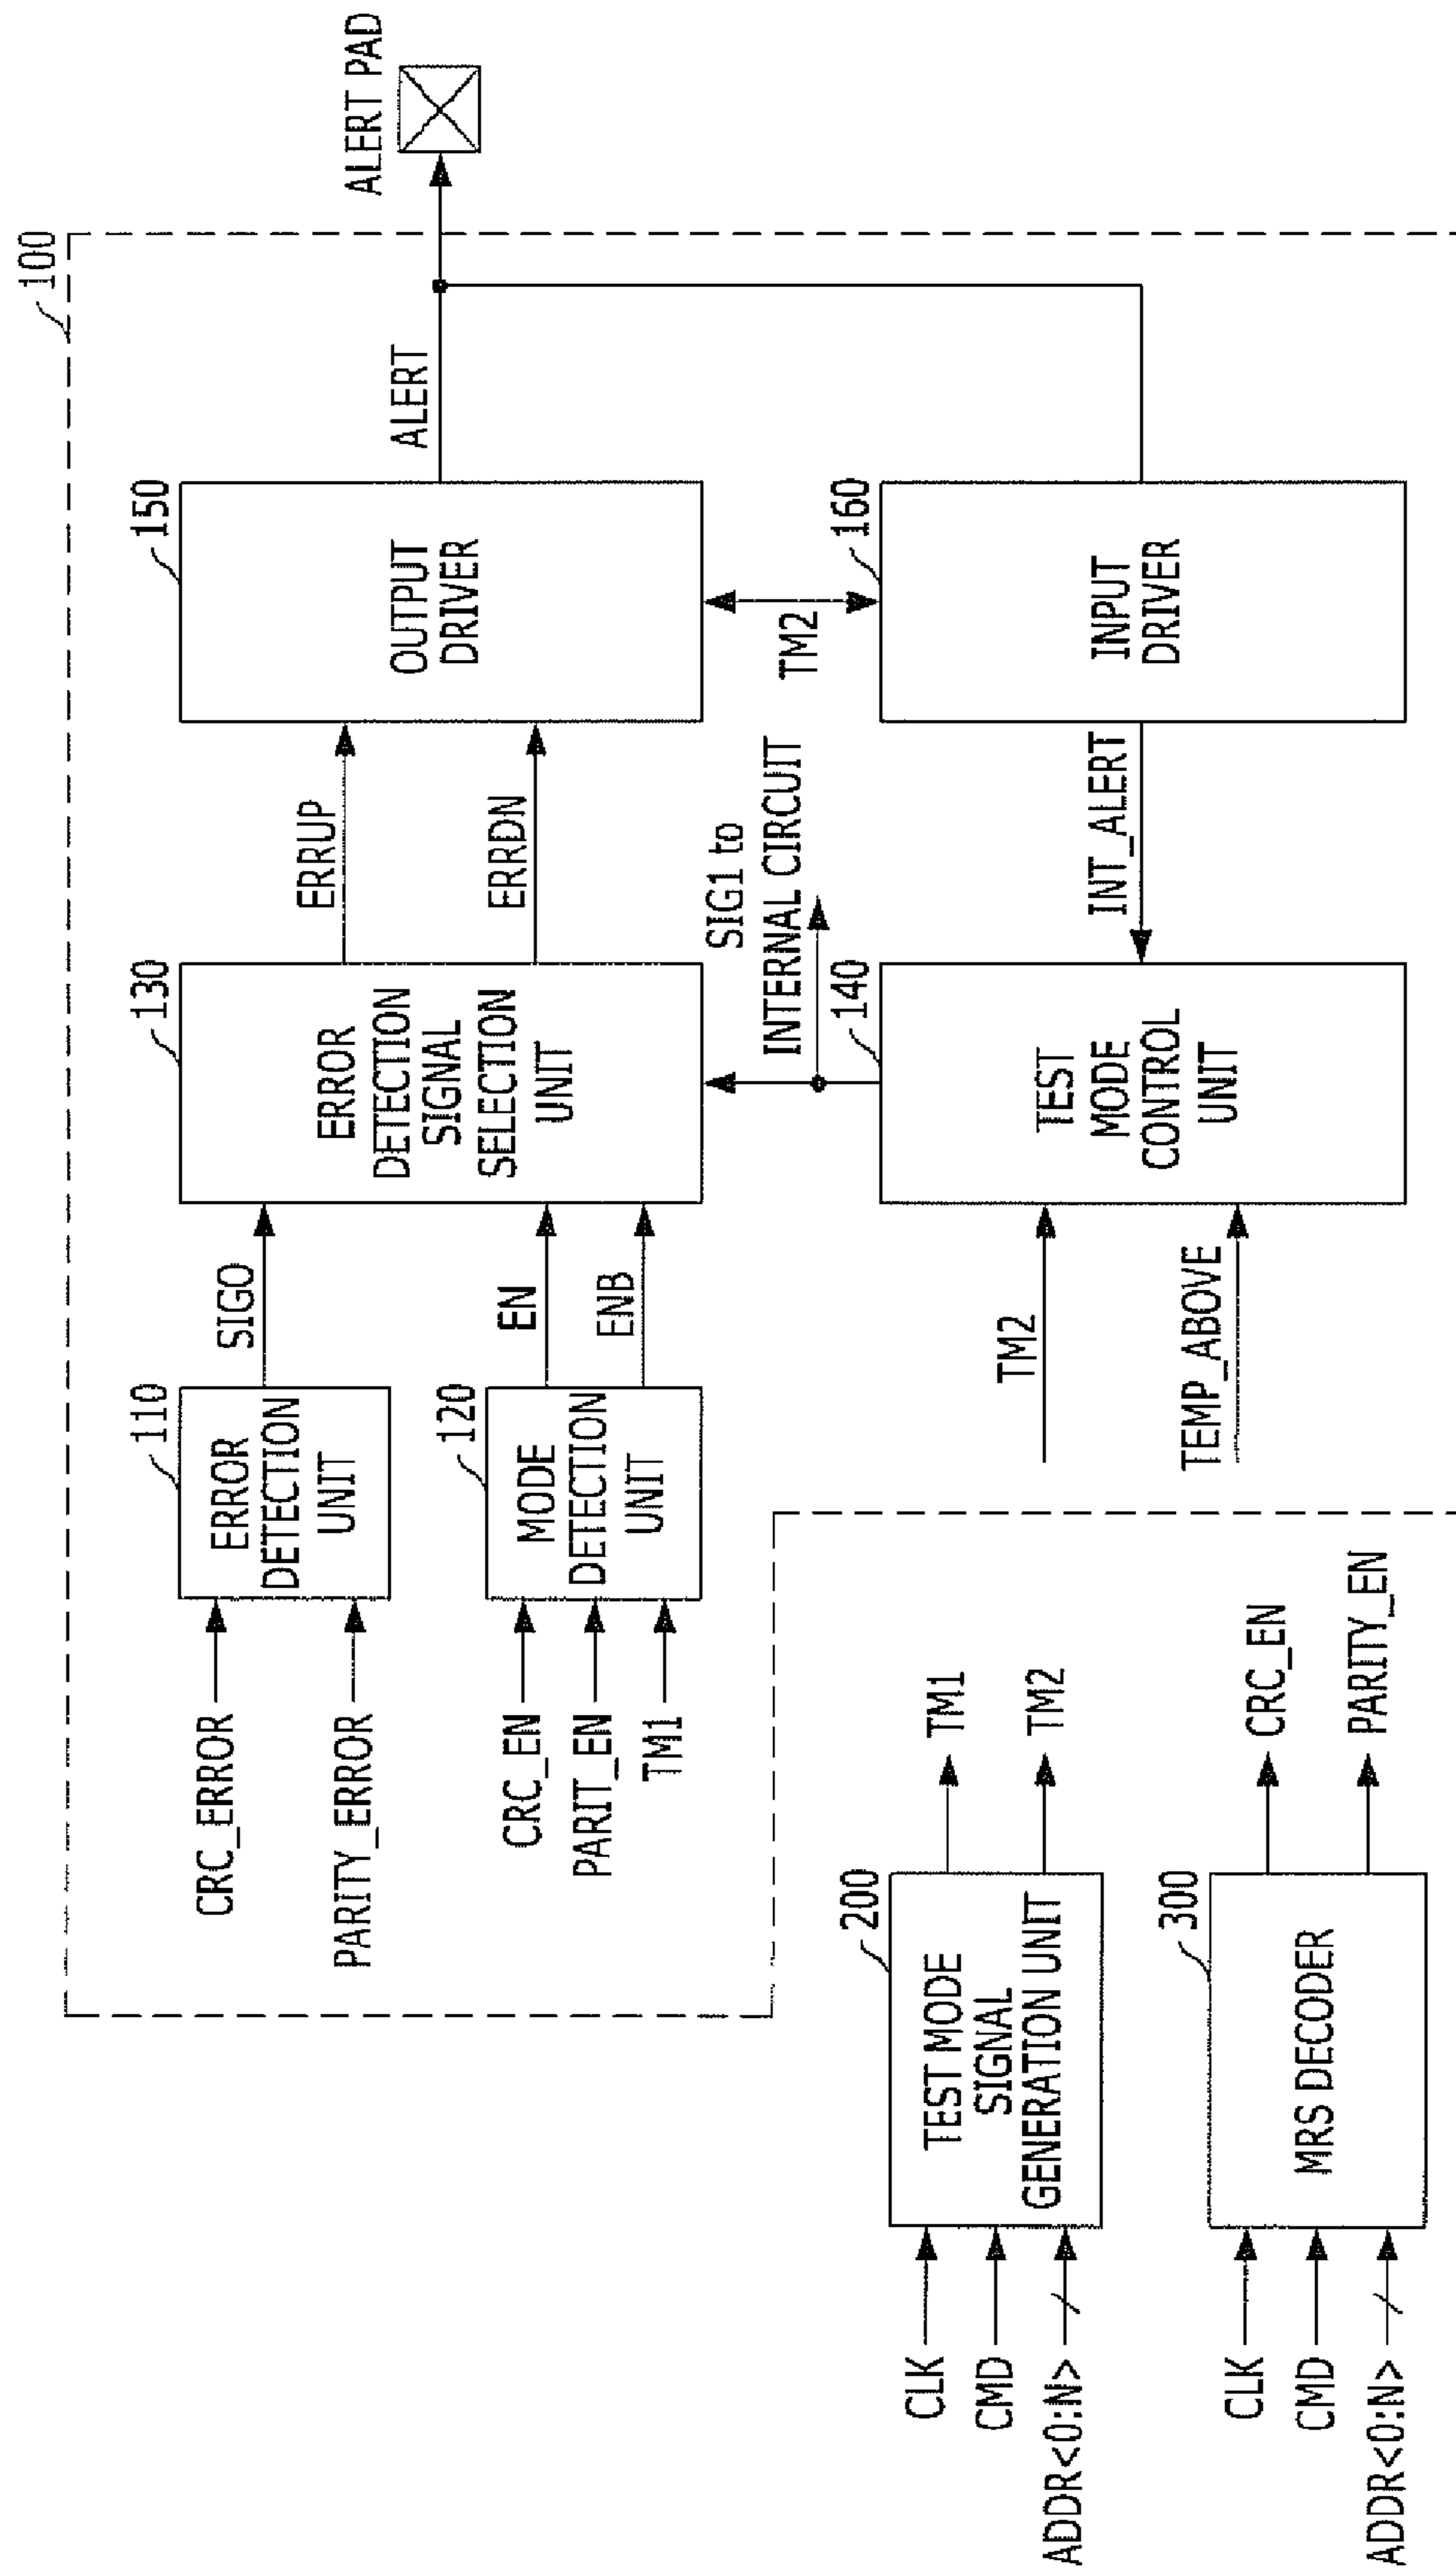 100
ALERT PAD
110
ERROR
DETECTION
UNIT
CRC_ERROR
PARITY_ERROR
SIG0
120
MODE
DETECTION
UNIT
CRC_EN
PARIT_EN
TM1
EN
ENB
130
ERROR
DETECTION
SIGNAL
SELECTION
UNIT
ERRUP
ERRDN
150
OUTPUT
DRIVER
ALERT
TM2
SIG1 to
INTERNAL CIRCUIT
140
TEST
MODE
CONTROL
UNIT
TM2
TEMP_ABOVE
INT_ALERT
160
INPUT
DRIVER
200
TEST MODE
SIGNAL
GENERATION UNIT
CLK
CMD
ADDR<0:N>
TM1
TM2
300
MRS DECODER
CLK
CMD
ADDR<0:N>
CRC_EN
PARITY_EN